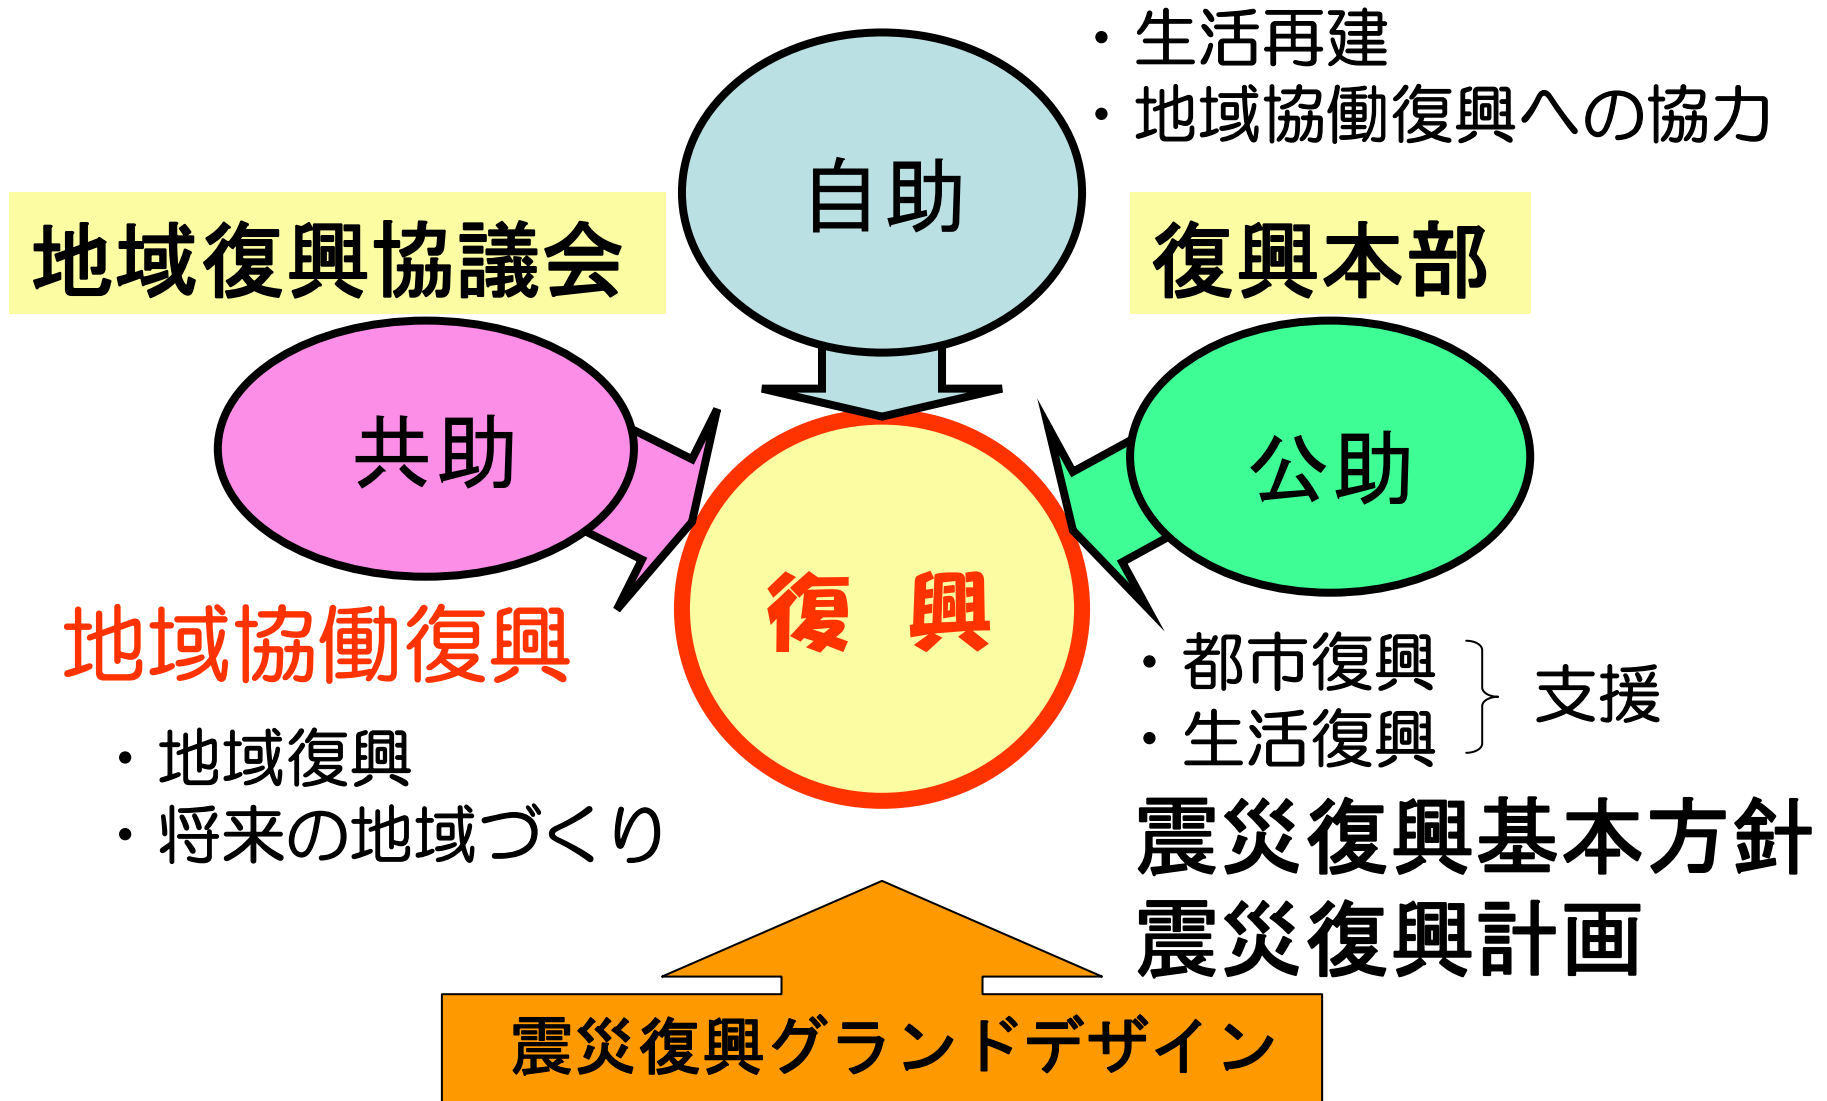 ・生活再建
・地域協働復興への協力
自助
地域復興協議会
復興本部
共助
公助
復 興
地域協働復興
・地域復興
・将来の地域づくり
・都市復興
・生活復興
支援
震災復興基本方針
震災復興計画
震災復興グランドデザイン